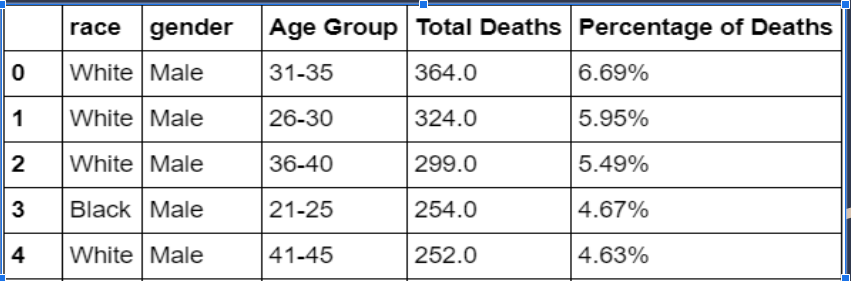 race gender Age Group Total Deaths Percentage of Deaths
0 White Male 31-35 364.0 6.69%
1 White Male 26-30 324.0 5.95%
2 White Male 36-40 299.0 5.49%
3 Black Male 21-25 254.0 4.67%
4 White Male 41-45 252.0 4.63%